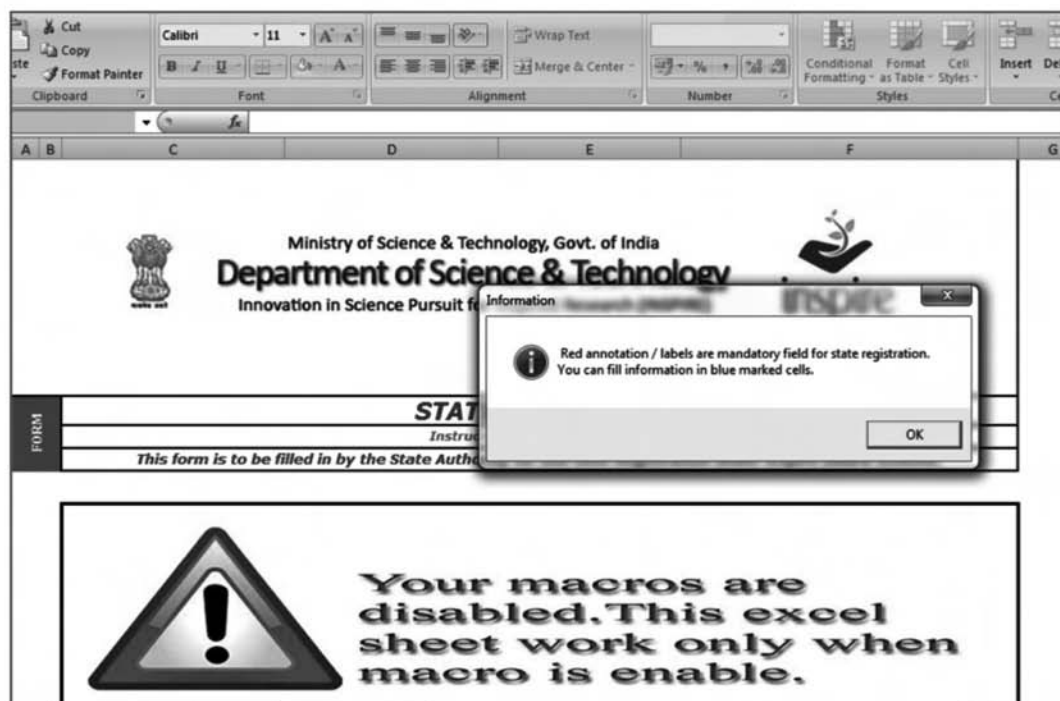 Cut
Copy
Format Painter
Clipboard
Calibri
11
A A
B I U
A
Font
Wrap Text
Merge & Center
Alignment
% ,
Number
Conditional Formatting
Format as Table
Cell Styles
Styles
Insert
fx
A B C D E F G
Ministry of Science & Technology, Govt. of India
Department of Science & Technology
Innovation in Science Pursuit
inspire
Information
X
Red annotation / labels are mandatory field for state registration.
You can fill information in blue marked cells.
OK
FORM
This form is to be filled in by the State
Your macros are
disabled.This excel
sheet work only when
macro is enable.